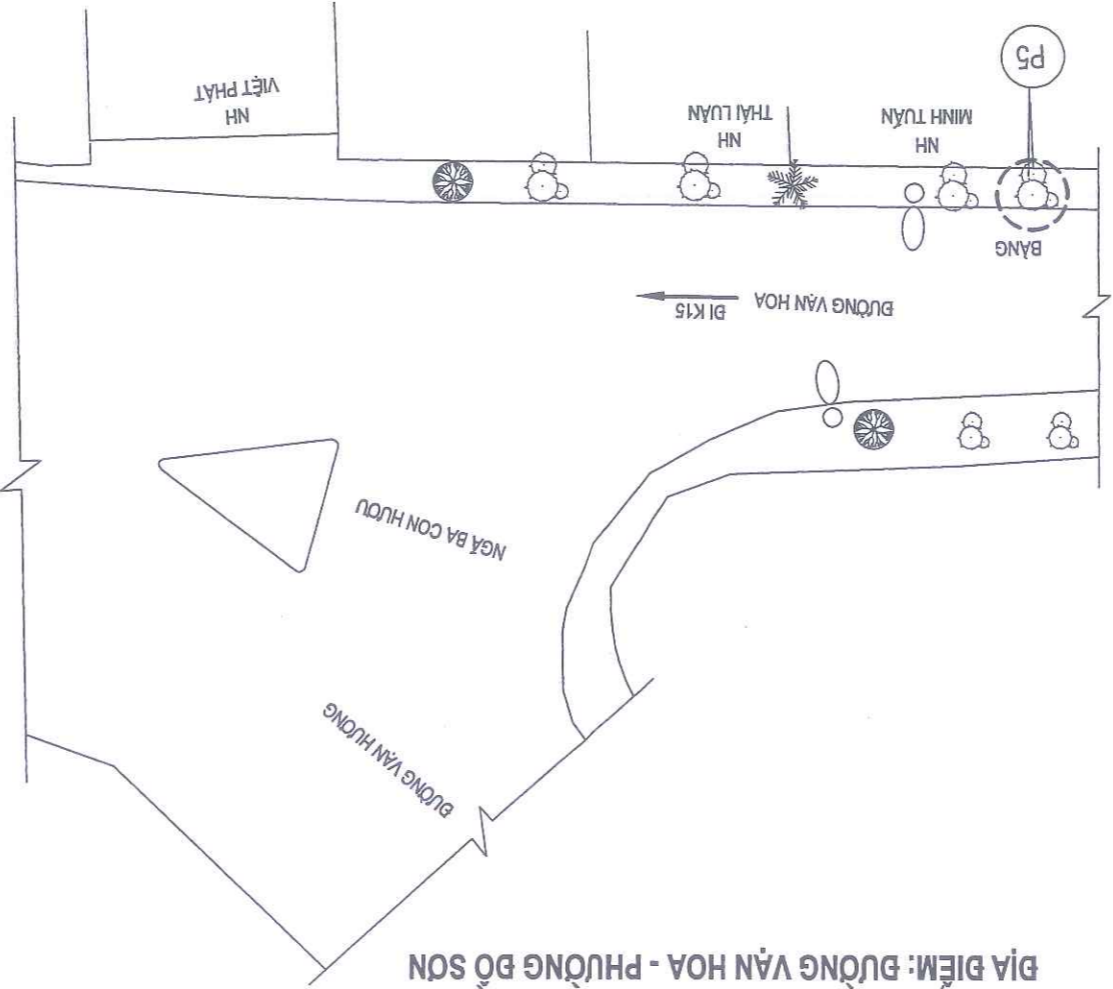 ĐỊA ĐIỂM: ĐƯỜNG VẠN HOA - PHƯỜNG ĐỒ SƠN
ĐƯỜNG VẠN HƯƠNG
NGÃ BA CON HƯƠU
ĐƯỜNG VẠN HOA
ĐI K15
BÀNG
NH
MINH TUẤN
NH
THÁI LUÂN
NH
VIỆT PHÁT
P5